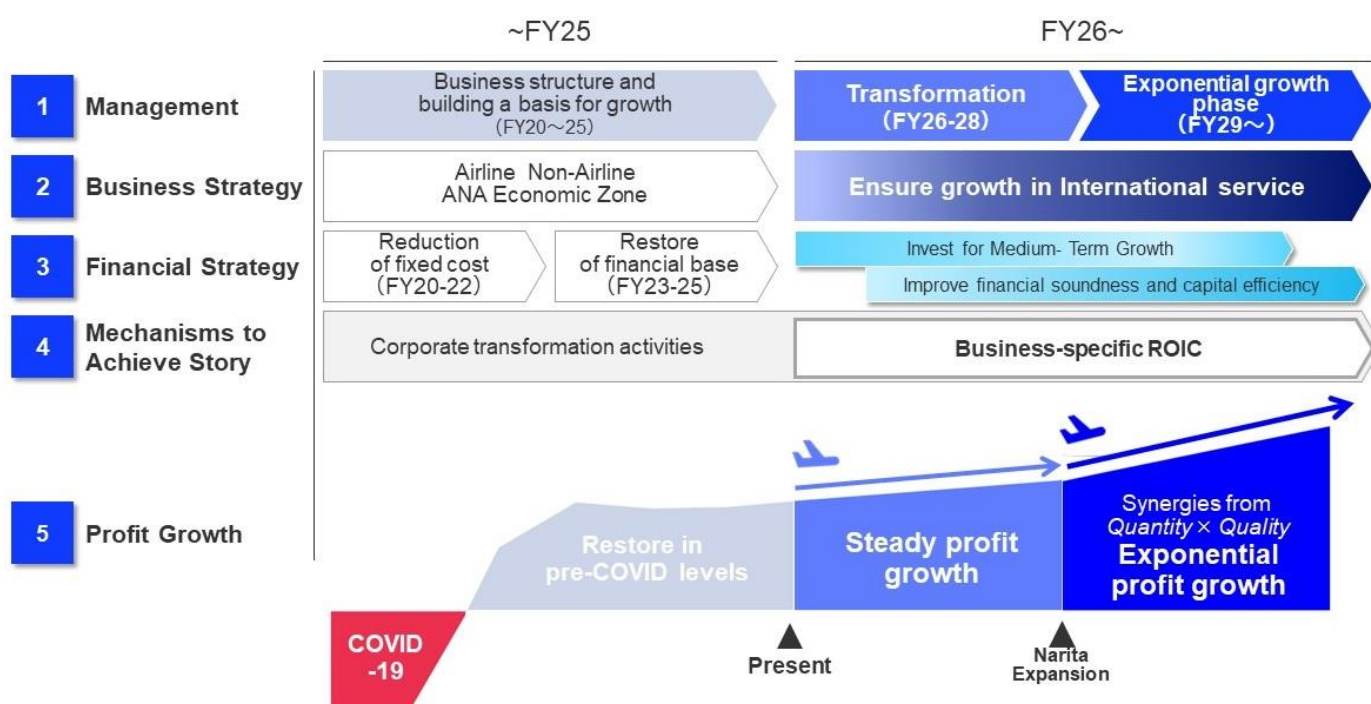 ~FY25
FY26~
1
Management
Business structure and
building a basis for growth
（FY20～25）
Transformation
（FY26-28）
Exponential growth
phase
（FY29～）
2
Business Strategy
Airline Non-Airline
ANA Economic Zone
Ensure growth in International service
3
Financial Strategy
Reduction
of fixed cost
（FY20-22）
Restore
of financial base
（FY23-25）
Invest for Medium- Term Growth
Improve financial soundness and capital efficiency
4
Mechanisms to
Achieve Story
Corporate transformation activities
Business-specific ROIC
5
Profit Growth
COVID
-19
Restore in
pre-COVID levels
Steady profit
growth
Synergies from
Quantity × Quality
Exponential
profit growth
Present
Narita
Expansion